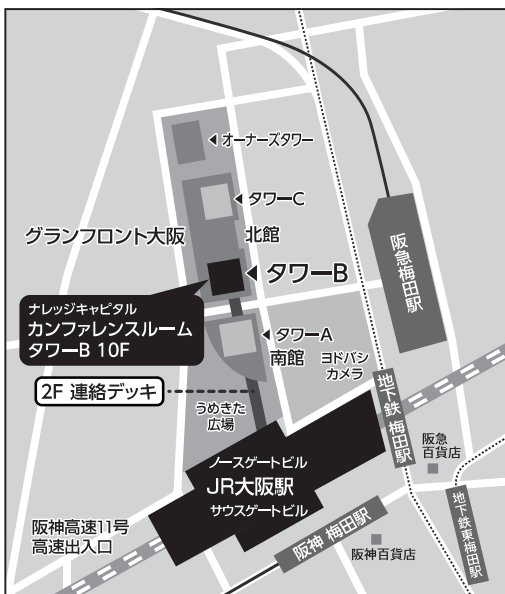 オーナーズタワー
タワーC
グランフロント大阪
北館
タワーB
阪急梅田駅
ナレッジキャピタル
カンファレンスルーム
タワーB 10F
タワーA
南館
ヨドバシ
カメラ
2F 連絡デッキ
うめきた
広場
地下鉄 梅田駅
阪急
百貨店
ノースゲートビル
JR大阪駅
サウスゲートビル
阪神高速11号
高速出入口
阪神 梅田駅
阪神百貨店
地下鉄東梅田駅